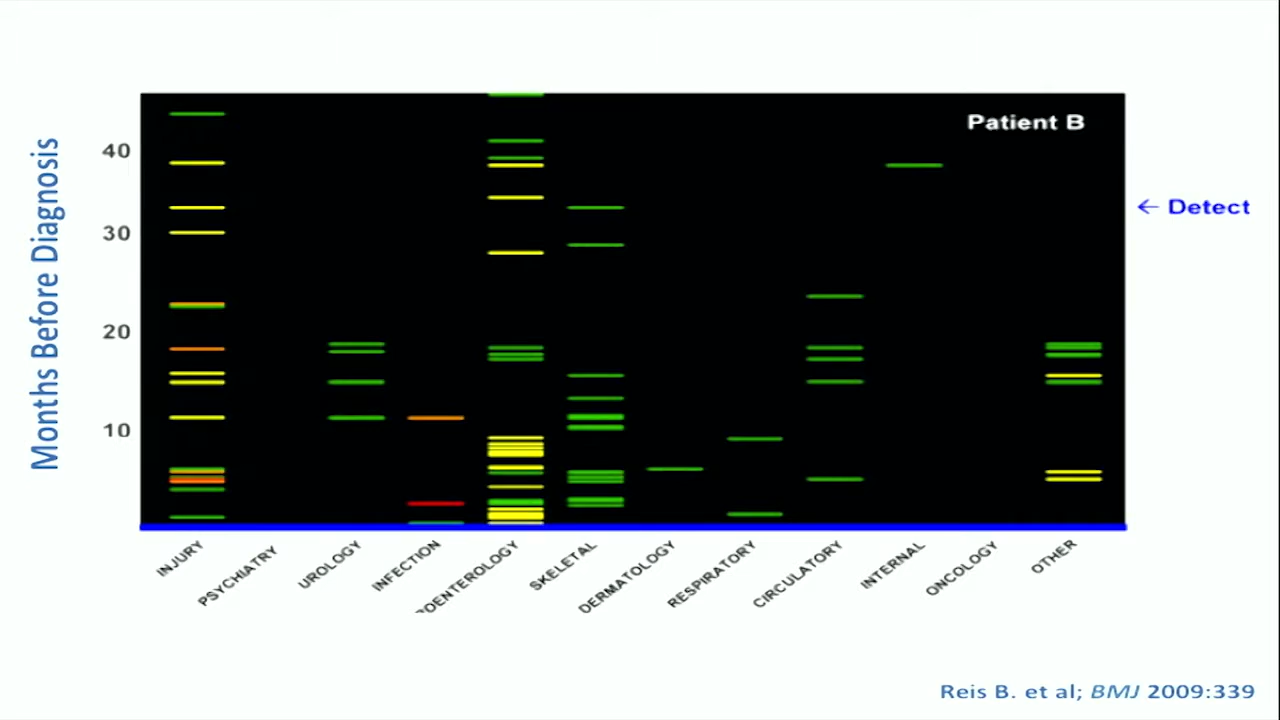 Patient B
Months Before Diagnosis
40
30
20
10
← Detect
INJURY
PSYCHIATRY
UROLOGY
INFECTION
OENTEROLOGY
SKELETAL
DERMATOLOGY
RESPIRATORY
CIRCULATORY
INTERNAL
ONCOLOGY
OTHER
Reis B. et al; BMJ 2009:339